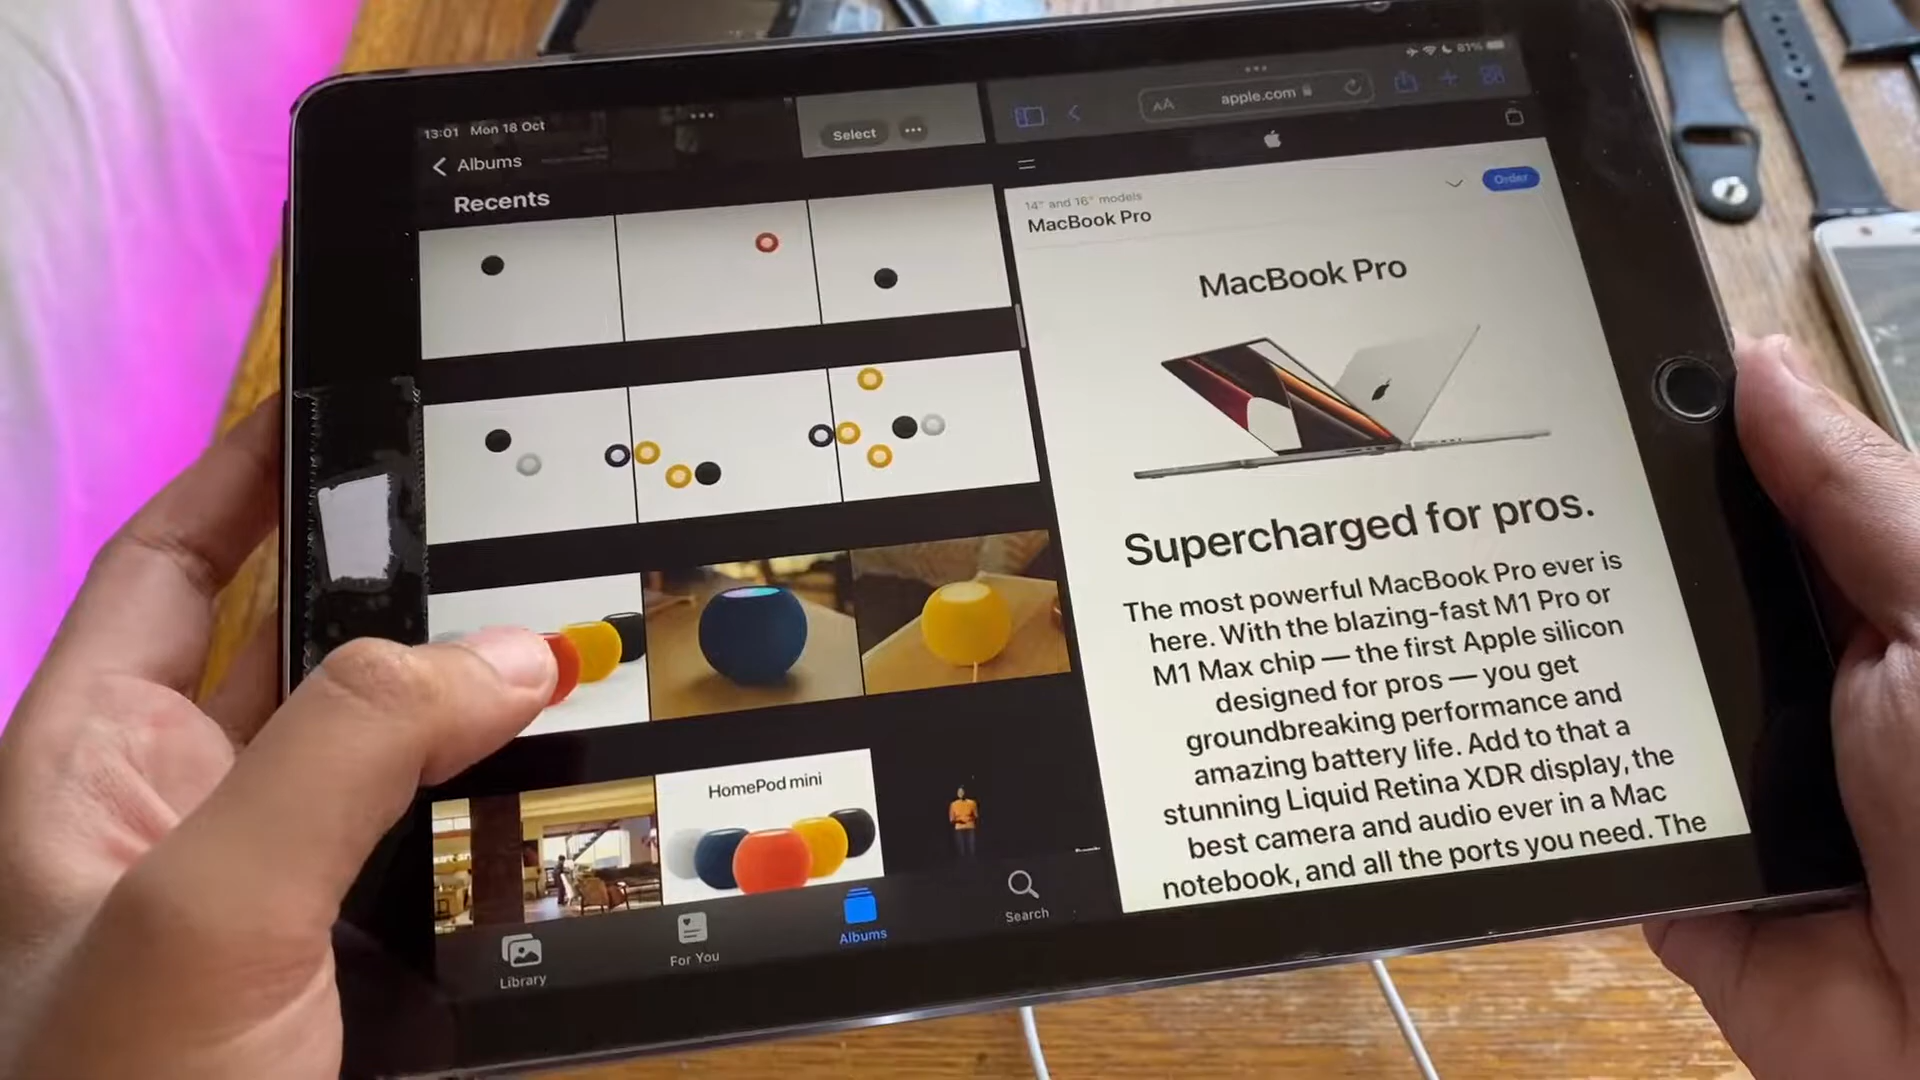 13:01 Mon 18 Oct
Albums
Select
Recents
HomePod mini
Library
For You
Albums
Search
81%
AA
apple.com
14" and 16" models
MacBook Pro
Order
MacBook Pro
Supercharged for pros.
The most powerful MacBook Pro ever is
here. With the blazing-fast M1 Pro or
M1 Max chip — the first Apple silicon
designed for pros — you get
groundbreaking performance and
amazing battery life. Add to that a
stunning Liquid Retina XDR display, the
best camera and audio ever in a Mac
notebook, and all the ports you need. The